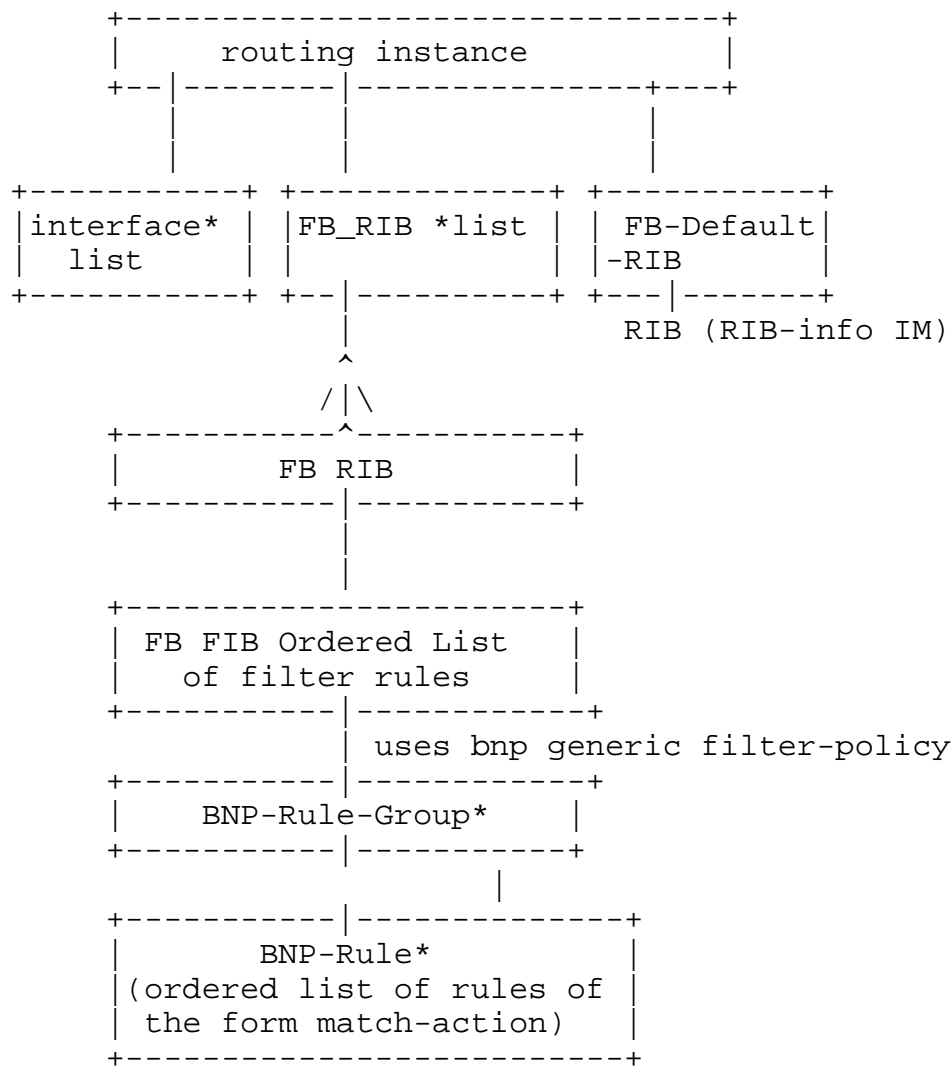 routing instance
interface* list
FB_RIB *list
FB-Default -RIB
RIB (RIB-info IM)
FB RIB
FB FIB Ordered List
of filter rules
uses bnp generic filter-policy
BNP-Rule-Group*
BNP-Rule*
(ordered list of rules of
the form match-action)